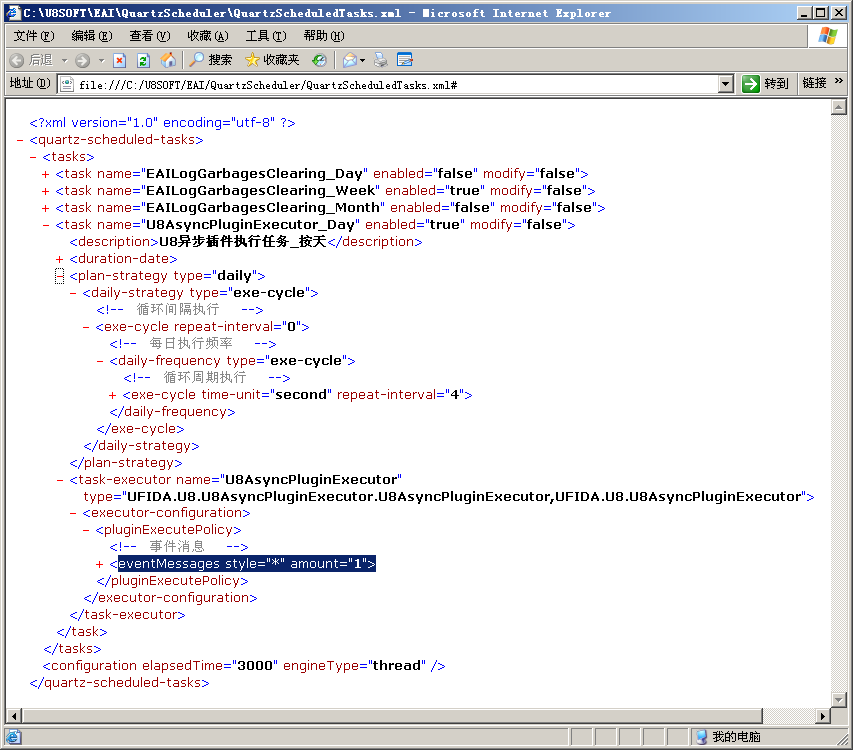 C:\U8SOFT\EAI\QuartzScheduler\QuartzScheduledTasks.xml - Microsoft Internet Explorer
文件(F) 编辑(E) 查看(V) 收藏(A) 工具(T) 帮助(H)
后退 搜索 收藏夹
地址(D) file:///C:/U8SOFT/EAI/QuartzScheduler/QuartzScheduledTasks.xml# 转到 链接 »
<?xml version="1.0" encoding="utf-8" ?>
- <quartz-scheduled-tasks>
- <tasks>
+ <task name="EAILogGarbagesClearing_Day" enabled="false" modify="false">
+ <task name="EAILogGarbagesClearing_Week" enabled="true" modify="false">
+ <task name="EAILogGarbagesClearing_Month" enabled="false" modify="false">
- <task name="U8AsyncPluginExecutor_Day" enabled="true" modify="false">
<description>U8异步插件执行任务_按天</description>
+ <duration-date>
- <plan-strategy type="daily">
- <daily-strategy type="exe-cycle">
<!-- 循环间隔执行 -->
- <exe-cycle repeat-interval="0">
<!-- 每日执行频率 -->
- <daily-frequency type="exe-cycle">
<!-- 循环周期执行 -->
+ <exe-cycle time-unit="second" repeat-interval="4">
</daily-frequency>
</exe-cycle>
</daily-strategy>
</plan-strategy>
- <task-executor name="U8AsyncPluginExecutor"
type="UFIDA.U8.U8AsyncPluginExecutor.U8AsyncPluginExecutor,UFIDA.U8.U8AsyncPluginExecutor">
- <executor-configuration>
- <pluginExecutePolicy>
<!-- 事件消息 -->
+ <eventMessages style="*" amount="1">
</pluginExecutePolicy>
</executor-configuration>
</task-executor>
</task>
</tasks>
<configuration elapsedTime="3000" engineType="thread" />
</quartz-scheduled-tasks>
我的电脑